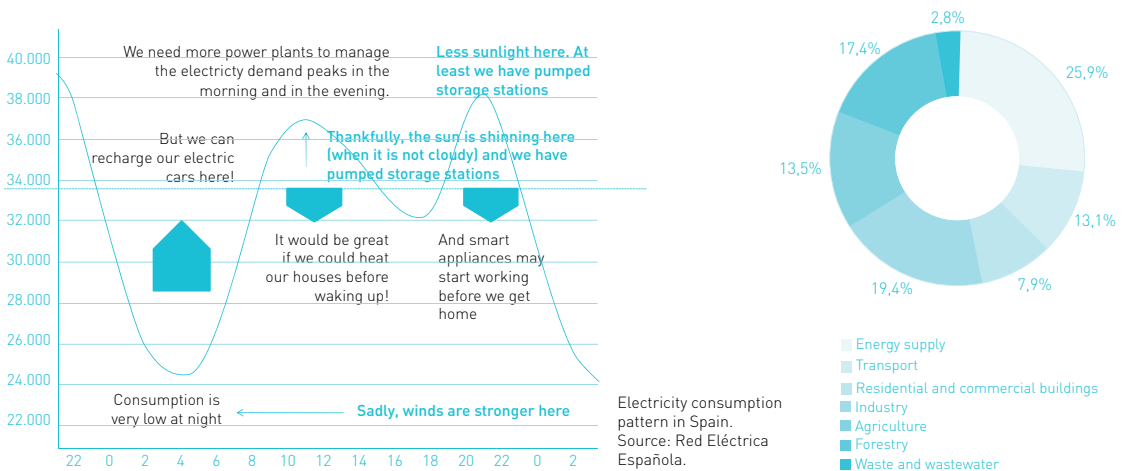 40.000
38.000
36.000
34.000
32.000
30.000
28.000
26.000
24.000
22.000
We need more power plants to manage
the electricty demand peaks in the
morning and in the evening.
Less sunlight here. At
least we have pumped
storage stations
But we can
recharge our electric
cars here!
Thankfully, the sun is shinning here
(when it is not cloudy) and we have
pumped storage stations
It would be great
if we could heat
our houses before
waking up!
And smart
appliances may
start working
before we get
home
Consumption is
very low at night
Sadly, winds are stronger here
22 0 2 4 6 8 10 12 14 16 18 20 22 0 2
Electricity consumption
pattern in Spain.
Source: Red Eléctrica
Española.
2,8%
25,9%
13,1%
7,9%
19,4%
13,5%
17,4%
Energy supply
Transport
Residential and commercial buildings
Industry
Agriculture
Forestry
Waste and wastewater